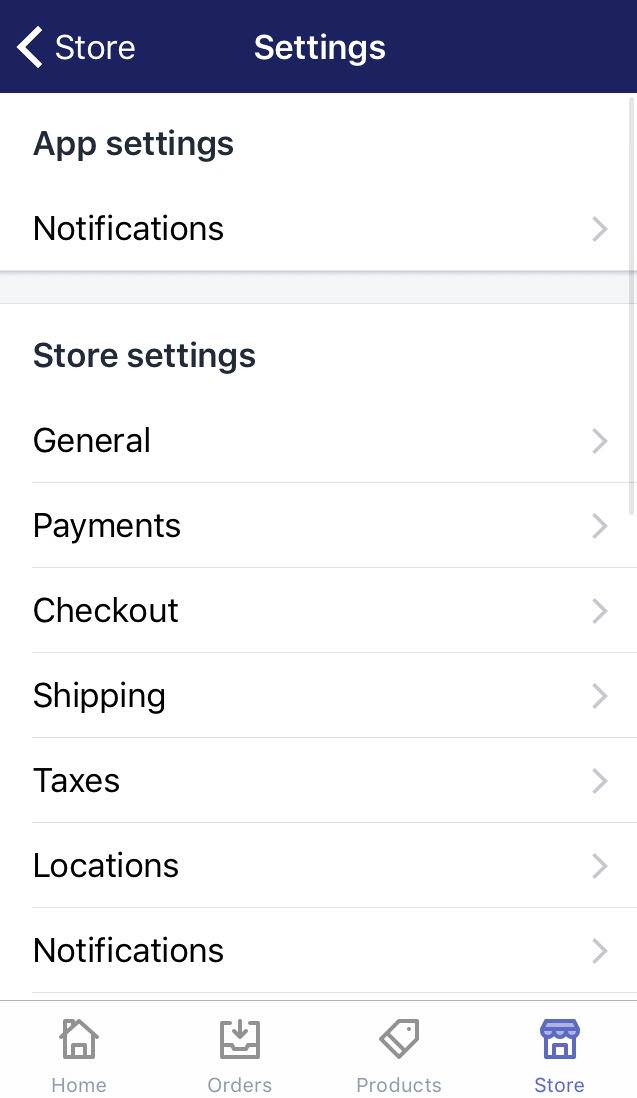 Store Settings
App settings
Notifications
Store settings
General
Payments
Checkout
Shipping
Taxes
Locations
Notifications
Home Orders Products Store